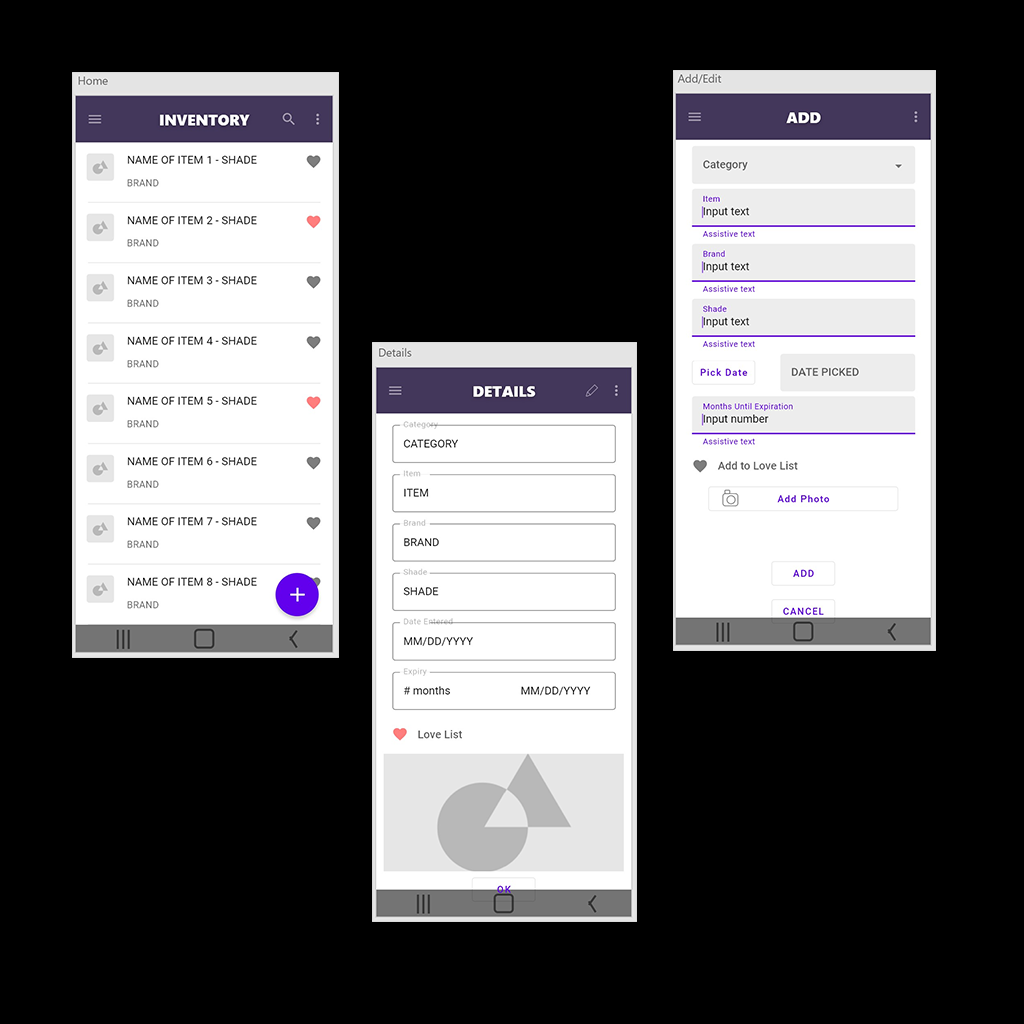 Home
INVENTORY
NAME OF ITEM 1 - SHADE
BRAND
NAME OF ITEM 2 - SHADE
BRAND
NAME OF ITEM 3 - SHADE
BRAND
NAME OF ITEM 4 - SHADE
BRAND
NAME OF ITEM 5 - SHADE
BRAND
NAME OF ITEM 6 - SHADE
BRAND
NAME OF ITEM 7 - SHADE
BRAND
NAME OF ITEM 8 - SHADE
BRAND
Details
DETAILS
Category
CATEGORY
Item
ITEM
Brand
BRAND
Shade
SHADE
Date Entered
MM/DD/YYYY
Expiry
# months MM/DD/YYYY
Love List
OK
Add/Edit
ADD
Category
Item
Input text
Assistive text
Brand
Input text
Assistive text
Shade
Input text
Assistive text
Pick Date DATE PICKED
Months Until Expiration
Input number
Assistive text
Add to Love List
Add Photo
ADD
CANCEL